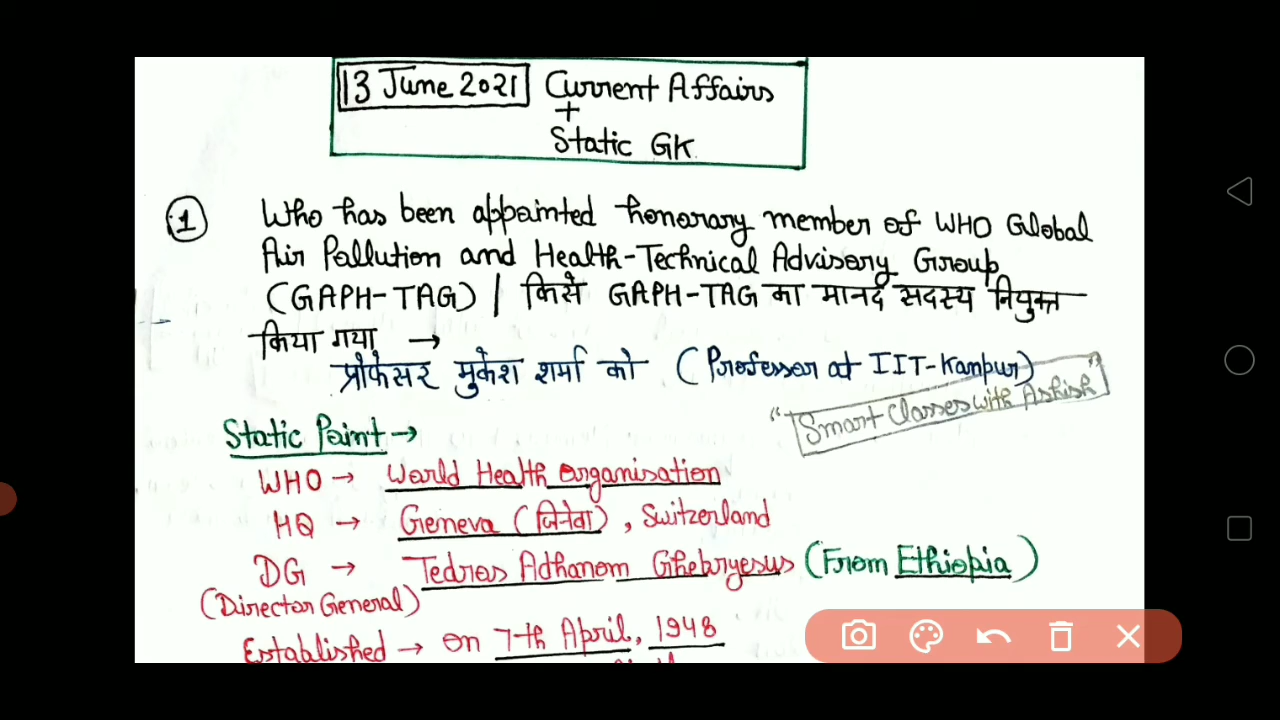 13 June 2021 Current Affairs
+
Static GK
1 Who has been appointed honorary member of WHO Global
Air Pollution and Health-Technical Advisory Group
(GAPH-TAG) | किसे GAPH-TAG का मानद सदस्य नियुक्त
किया गया →
प्रोफेसर मुकेश शर्मा को (Professor at IIT-Kanpur)
"Smart Classes with Ashish"
Static Point →
WHO → World Health Organisation
HQ → Geneva (जिनेवा), Switzerland
DG → Tedros Adhanom Ghebryesus (From Ethiopia)
(Director General)
Established → on 7th April, 1948